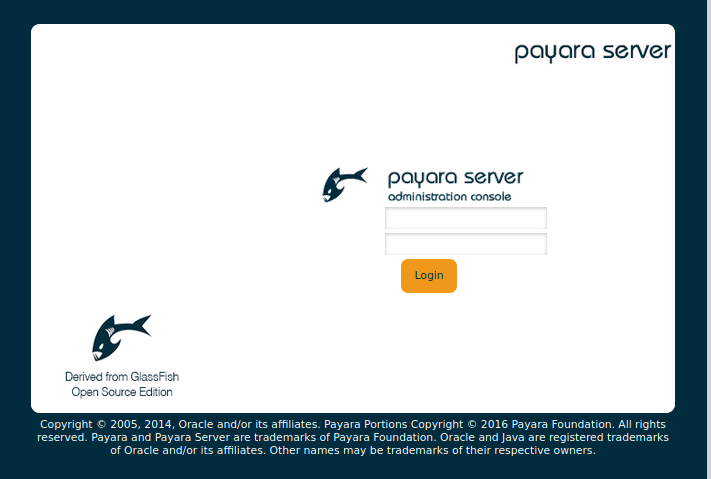 payara server
payara server
administration console
Login
Derived from GlassFish
Open Source Edition
Copyright © 2005, 2014, Oracle and/or its affiliates. Payara Portions Copyright © 2016 Payara Foundation. All rights
reserved. Payara and Payara Server are trademarks of Payara Foundation. Oracle and Java are registered trademarks
of Oracle and/or its affiliates. Other names may be trademarks of their respective owners.